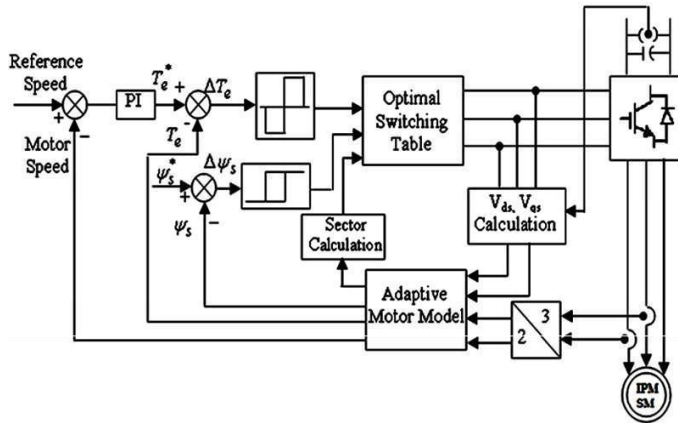 Reference
Speed
+
−
Motor
Speed
PI
T_e^* +
ΔT_e
T_e −
ψ_s^*
+
Δψ_s
ψ_s −
Optimal
Switching
Table
Sector
Calculation
V_ds, V_qs
Calculation
Adaptive
Motor Model
3
2
IPM
SM